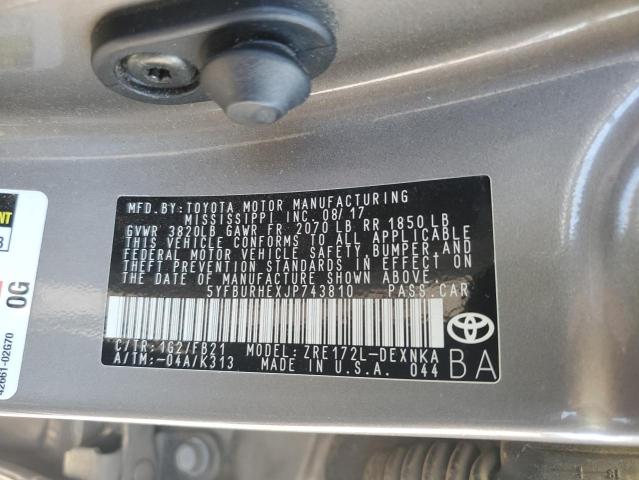 MFD.BY:TOYOTA MOTOR MANUFACTURING
MISSISSIPPI INC. 08/17
GVWR 3820LB GAWR FR 2070 LB RR 1850 LB
THIS VEHICLE CONFORMS TO ALL APPLICABLE
FEDERAL MOTOR VEHICLE SAFETY,BUMPER,AND
THEFT PREVENTION STANDARDS IN EFFECT ON
THE DATE OF MANUFACTURE SHOWN ABOVE.
5YFBURHEXJP743810 PASS.CAR
C/TR:1G2/FB21 MODEL:ZRE172L-DEXNKA
A/TM:-04A/K313 MADE IN U.S.A. 044
BA
0G
42661-02G70